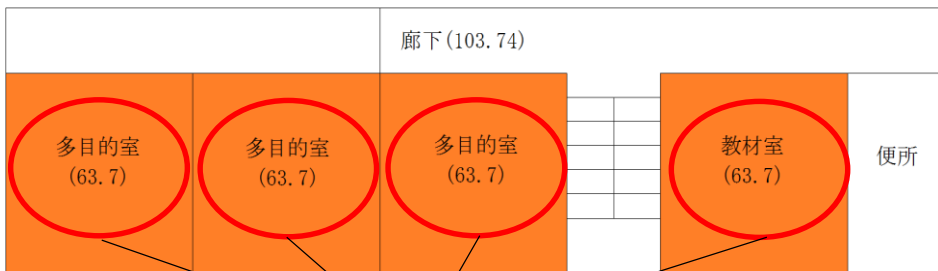 廊下(103.74)
多目的室
(63.7)
多目的室
(63.7)
多目的室
(63.7)
教材室
(63.7)
便所